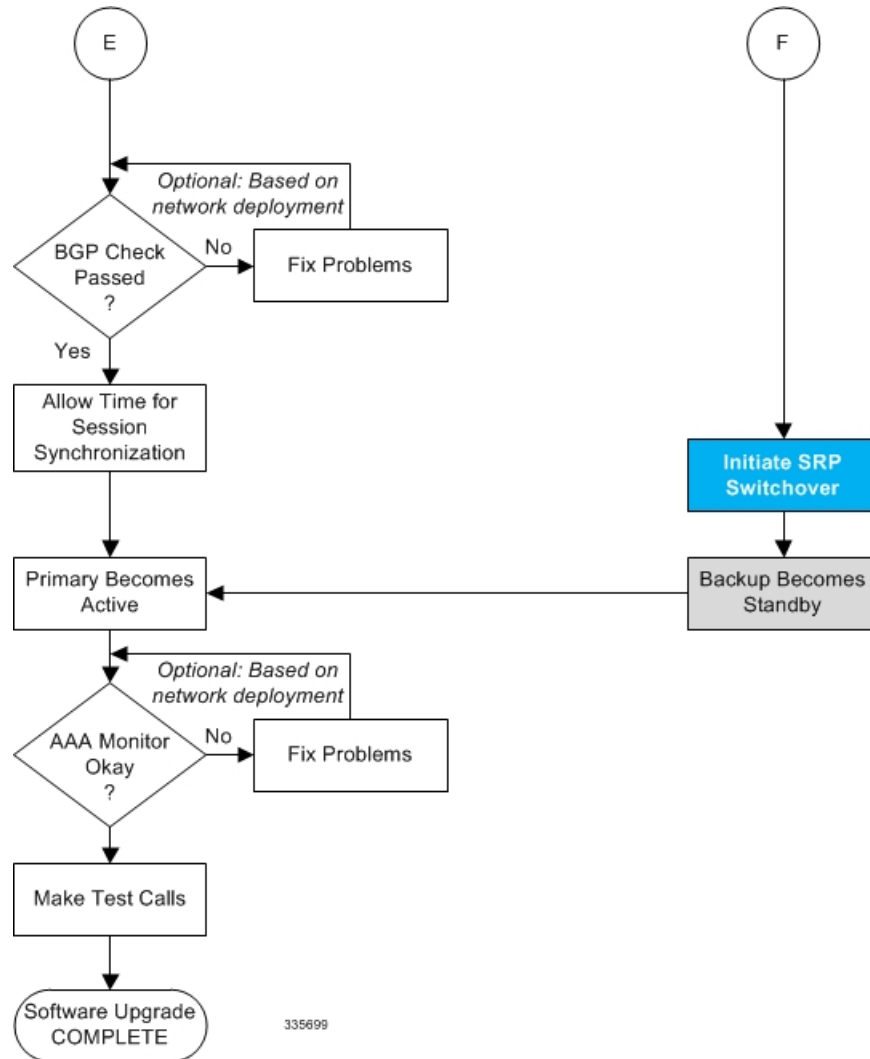 E
F
Optional: Based on
network deployment
BGP Check
Passed
?
No
Fix Problems
Yes
Allow Time for
Session
Synchronization
Initiate SRP
Switchover
Primary Becomes
Active
Backup Becomes
Standby
Optional: Based on
network deployment
AAA Monitor
Okay
?
No
Fix Problems
Make Test Calls
Software Upgrade
COMPLETE
335699